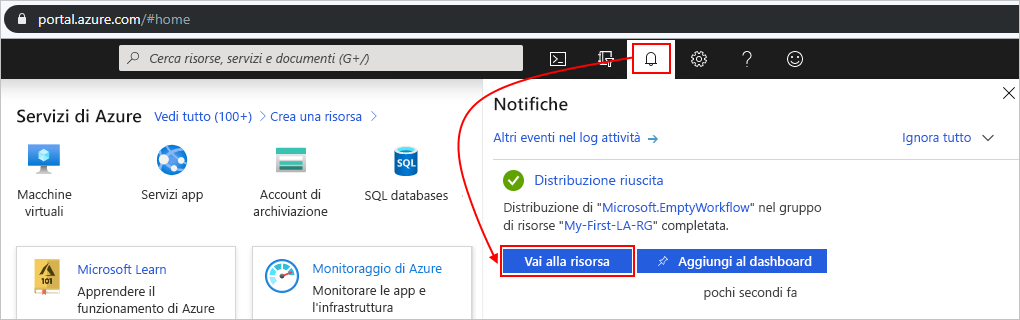 portal.azure.com/#home
Cerca risorse, servizi e documenti (G+/)
Servizi di Azure
Vedi tutto (100+)
Crea una risorsa
Macchine
virtuali
Servizi app
Account di
archiviazione
SQL
SQL databases
101
Microsoft Learn
Apprendere il
funzionamento di Azure
Monitoraggio di Azure
Monitorare le app e
l'infrastruttura
Notifiche
Altri eventi nel log attività
Ignora tutto
Distribuzione riuscita
Distribuzione di "Microsoft.EmptyWorkflow" nel gruppo
di risorse "My-First-LA-RG" completata.
Vai alla risorsa
Aggiungi al dashboard
pochi secondi fa